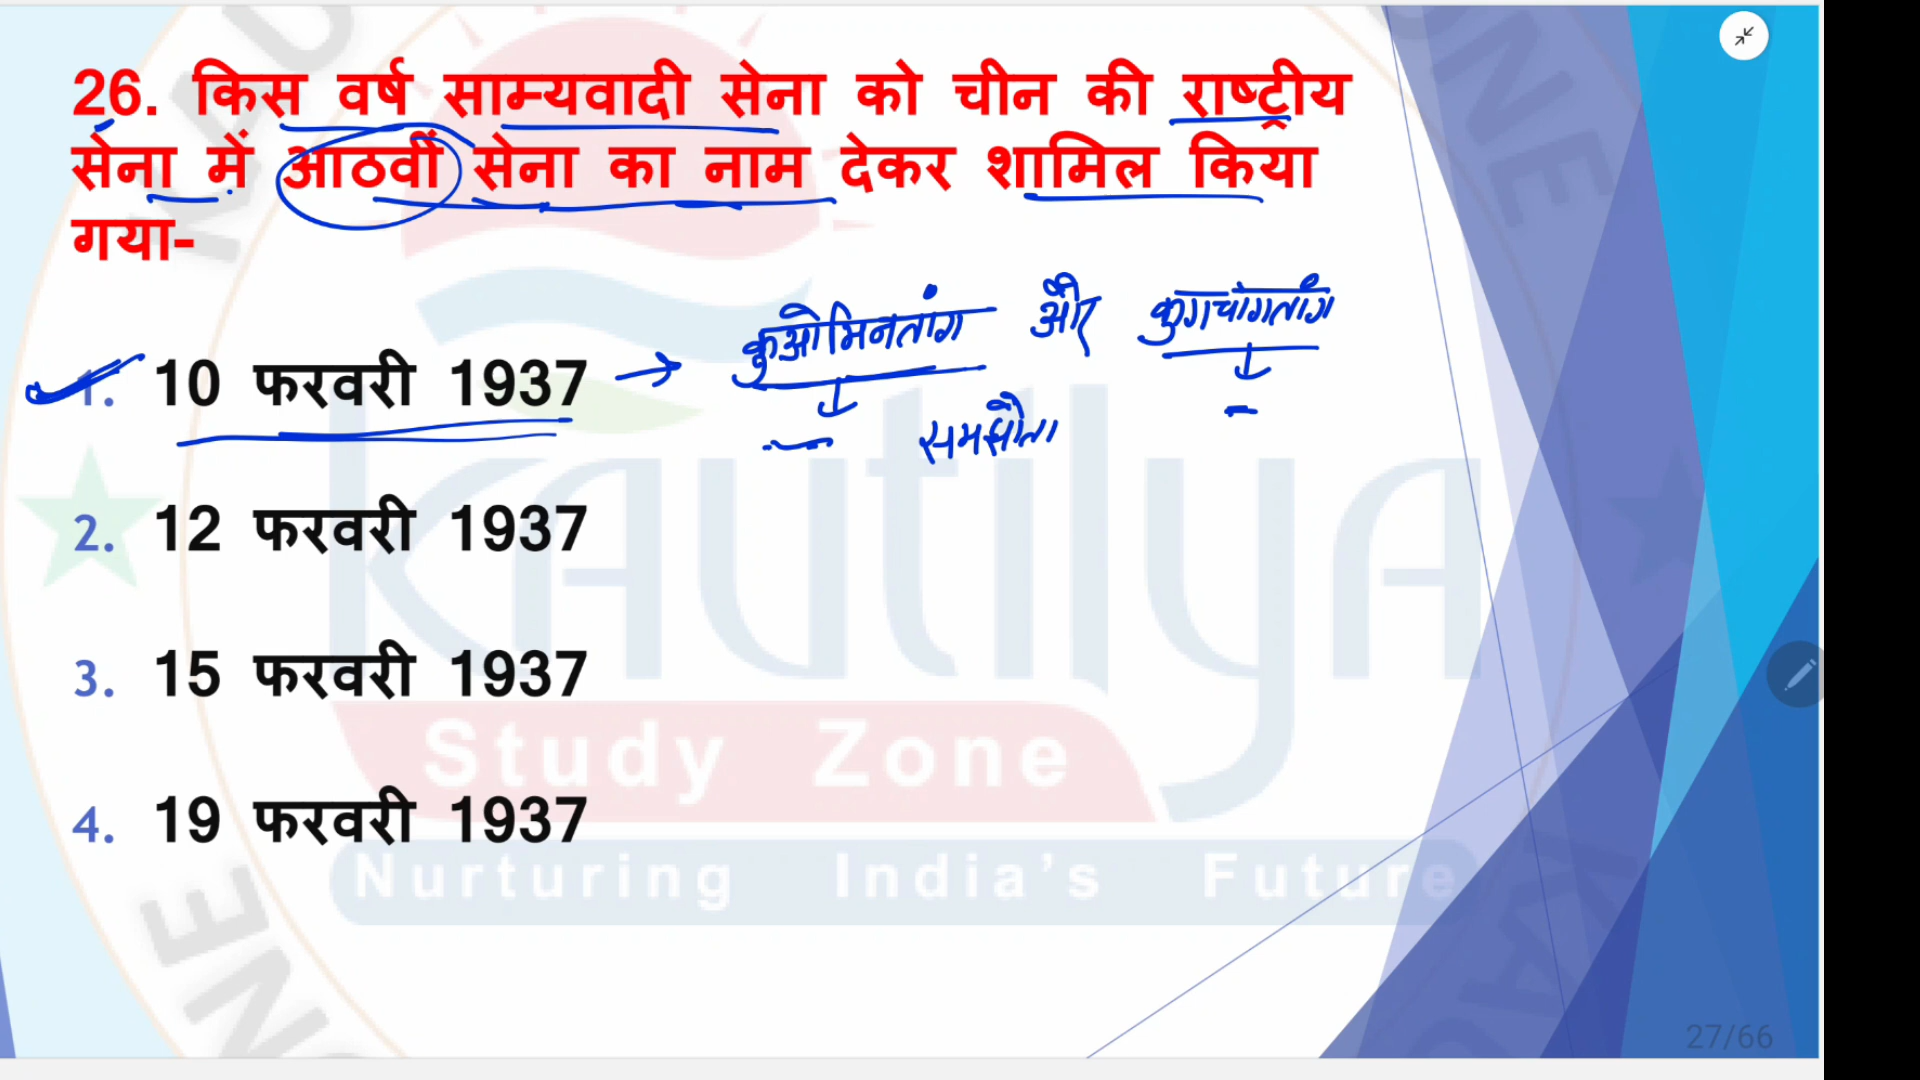 26. किस वर्ष साम्यवादी सेना को चीन की राष्ट्रीय
सेना में आठवीं सेना का नाम देकर शामिल किया
गया-
कुओमिनतांग और कुगचांगतांग
1. 10 फरवरी 1937
समझौता
2. 12 फरवरी 1937
3. 15 फरवरी 1937
4. 19 फरवरी 1937
Kautilya
Study Zone
Nurturing India's Future
27/66